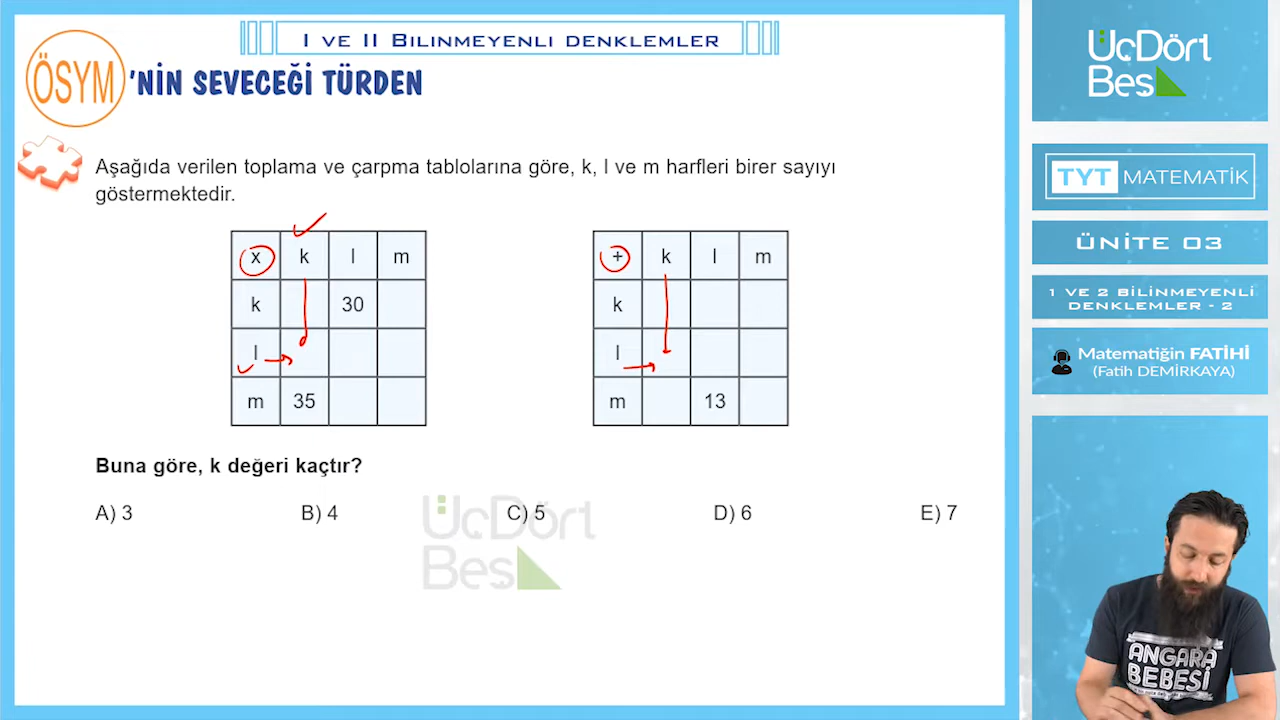 I VE II BILINMEYENLI DENKLEMLER
ÖSYM'NİN SEVECEĞİ TÜRDEN
Aşağıda verilen toplama ve çarpma tablolarına göre, k, l ve m harfleri birer sayıyı
göstermektedir.
x k l m
k 30
l
m 35
+ k l m
k
l
m 13
Buna göre, k değeri kaçtır?
A) 3 B) 4 C) 5 D) 6 E) 7
ÜçDört
Beş
ÜçDört
Beş
TYT MATEMATİK
ÜNİTE 03
1 VE 2 BİLİNMEYENLİ
DENKLEMLER - 2
Matematiğin FATİHİ
(Fatih DEMİRKAYA)
ANGARA
BEBESİ